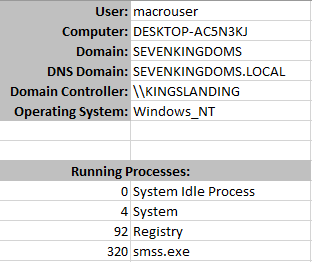 User: macrouser
Computer: DESKTOP-AC5N3KJ
Domain: SEVENKINGDOMS
DNS Domain: SEVENKINGDOMS.LOCAL
Domain Controller: \\KINGSLANDING
Operating System: Windows_NT
Running Processes:
0 System Idle Process
4 System
92 Registry
320 smss.exe